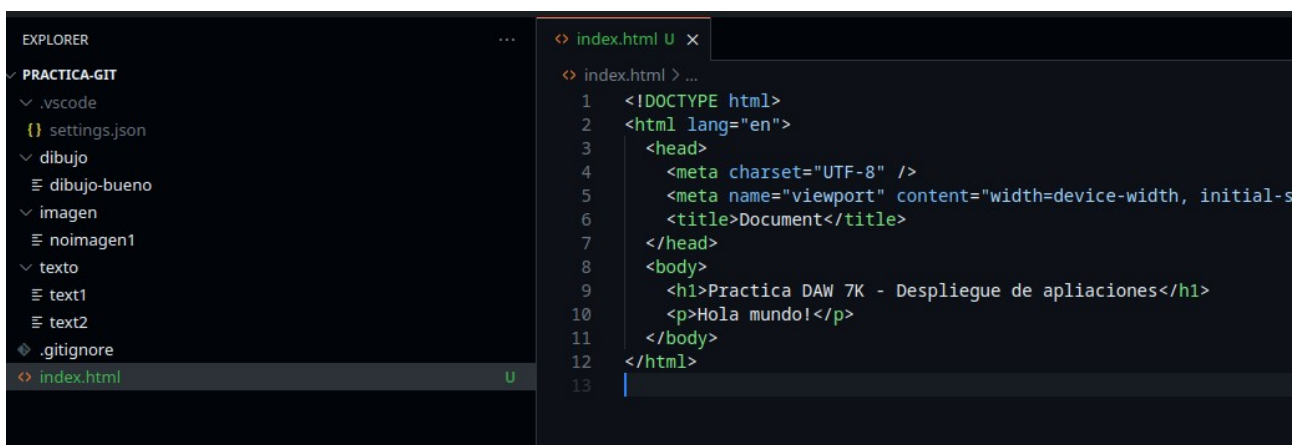 EXPLORER
PRACTICA-GIT
.vscode
{} settings.json
dibujo
dibujo-bueno
imagen
noimagen1
texto
text1
text2
.gitignore
<> index.html U
<> index.html U ×
<> index.html > ...
1 <!DOCTYPE html>
2 <html lang="en">
3 <head>
4 <meta charset="UTF-8" />
5 <meta name="viewport" content="width=device-width, initial-s
6 <title>Document</title>
7 </head>
8 <body>
9 <h1>Practica DAW 7K - Despliegue de apliaciones</h1>
10 <p>Hola mundo!</p>
11 </body>
12 </html>
13